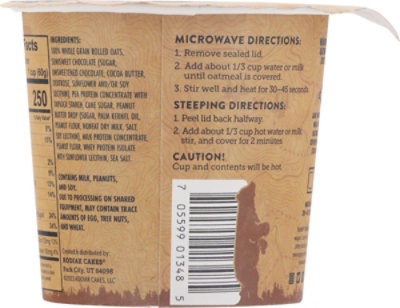 Facts
1 cup (60g)
250
INGREDIENTS:
100% WHOLE GRAIN ROLLED OATS,
SEMISWEET CHOCOLATE (SUGAR,
UNSWEETENED CHOCOLATE, COCOA BUTTER,
DEXTROSE, SUNFLOWER AND/OR SOY
LECITHIN), PEA PROTEIN CONCENTRATE WITH
TAPIOCA STARCH, CANE SUGAR, PEANUT
BUTTER DROP (SUGAR, PALM KERNEL OIL,
PEANUT FLOUR, NONFAT DRY MILK, SALT,
SOY LECITHIN), MILK PROTEIN CONCENTRATE,
PEANUT FLOUR, WHEY PROTEIN ISOLATE
WITH SUNFLOWER LECITHIN, SEA SALT.
CONTAINS MILK, PEANUTS,
AND SOY.
DUE TO PROCESSING ON SHARED
EQUIPMENT, MAY CONTAIN TRACE
AMOUNTS OF EGG, TREE NUTS,
AND WHEAT.
Created & distributed by:
KODIAK CAKES®
Park City, UT 84098
KODIAK CAKES, LLC
MICROWAVE DIRECTIONS:
1. Remove sealed lid.
2. Add about 1/3 cup water or milk
until oatmeal is covered.
3. Stir well and heat for 30-45 seconds
STEEPING DIRECTIONS:
1. Peel lid back halfway.
2. Add about 1/3 cup hot water or milk
stir, and cover for 2 minutes
CAUTION!
Cup and contents will be hot.
7 05599 01348 5